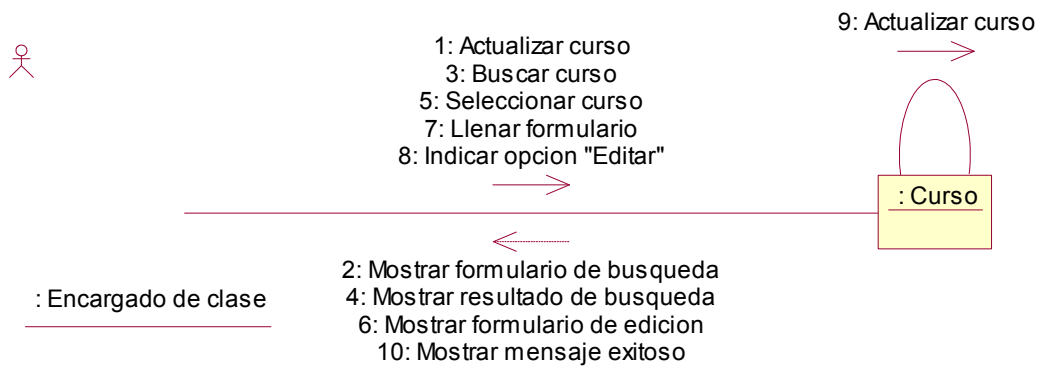 9: Actualizar curso
1: Actualizar curso
3: Buscar curso
5: Seleccionar curso
7: Llenar formulario
8: Indicar opcion "Editar"
: Curso
2: Mostrar formulario de busqueda
: Encargado de clase
4: Mostrar resultado de busqueda
6: Mostrar formulario de edicion
10: Mostrar mensaje exitoso